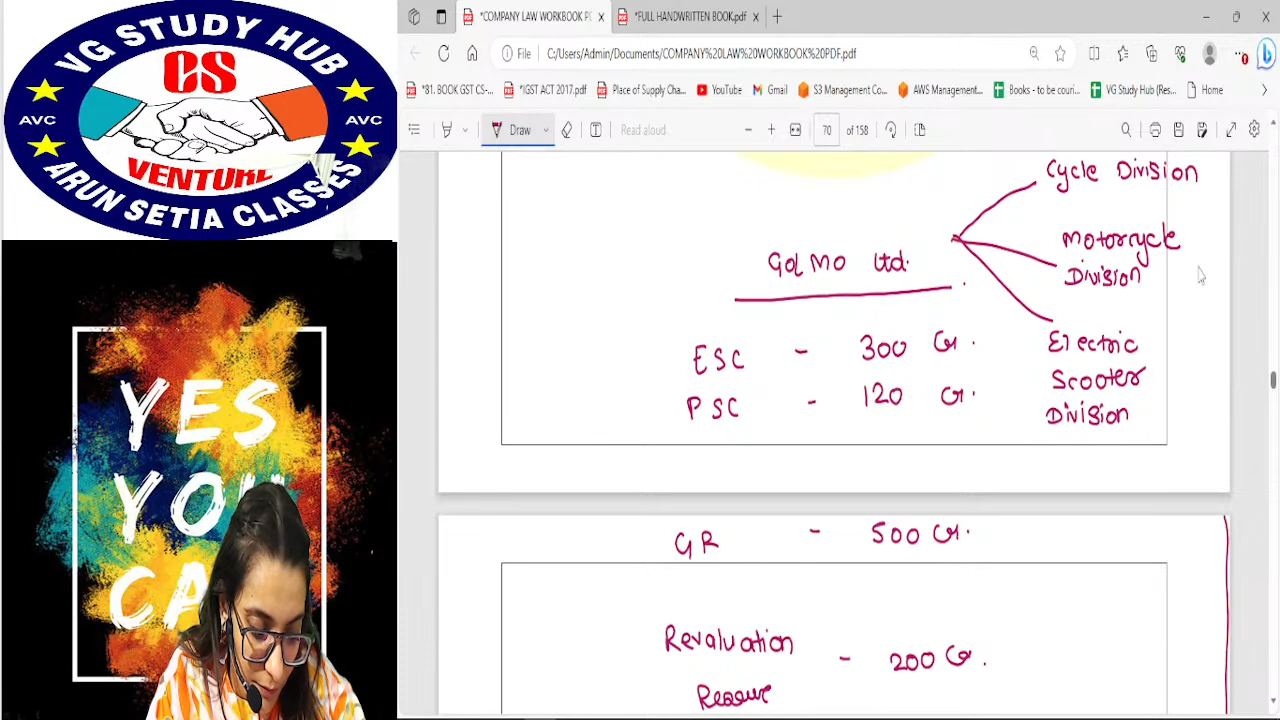 VG STUDY HUB
CS
AVC
AVC
VENTURE
ARUN SETIA CLASSES
YES
YOU
CA
*COMPANY LAW WORKBOOK P
*FULL HANDWRITTEN BOOK.pdf
File
C:/Users/Admin/Documents/COMPANY%20LAW%20WORKBOOK%20PDF.pdf
*81. BOOK GST CS-...
*IGST ACT 2017.pdf
Place of Supply Cha...
YouTube
Gmail
S3 Management Co...
AWS Management...
Books - to be couri...
VG Study Hub (Res...
Home
Draw
Read aloud
70
of 158
Cycle Division
Motorcycle
Division
GolMo Ltd.
ESC - 300 Cr.
Electric
Scooter
Division
PSC - 120 Cr.
GR - 500 Cr.
Revaluation
Reserve
- 200 Cr.